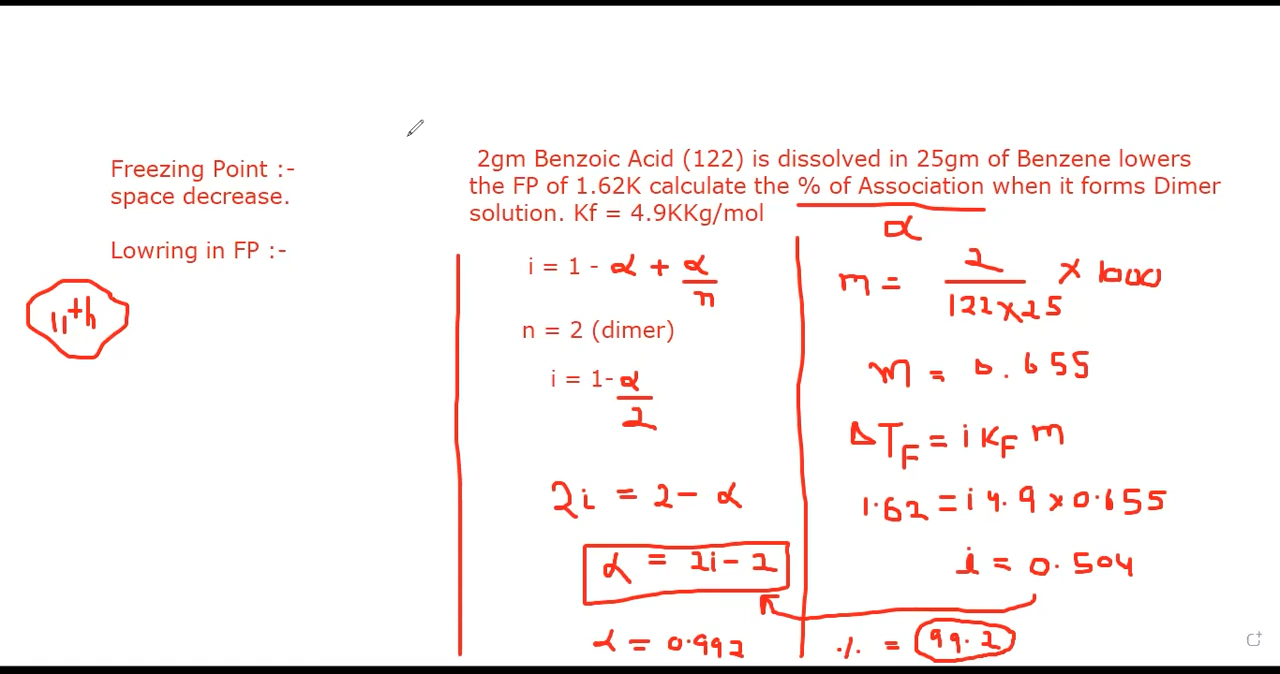 Freezing Point :-
space decrease.
Lowring in FP :-
11th
2gm Benzoic Acid (122) is dissolved in 25gm of Benzene lowers
the FP of 1.62K calculate the % of Association when it forms Dimer
solution. Kf = 4.9KKg/mol
α
i = 1 - α + α/n
n = 2 (dimer)
i = 1- α/2
2i = 2 - α
α = 2i - 2
α = 0.992
m = 2/122×25 × 1000
m = 0.655
ΔTF = i KF m
1.62 = i 4.9 × 0.655
i = 0.504
·/. = 99.2